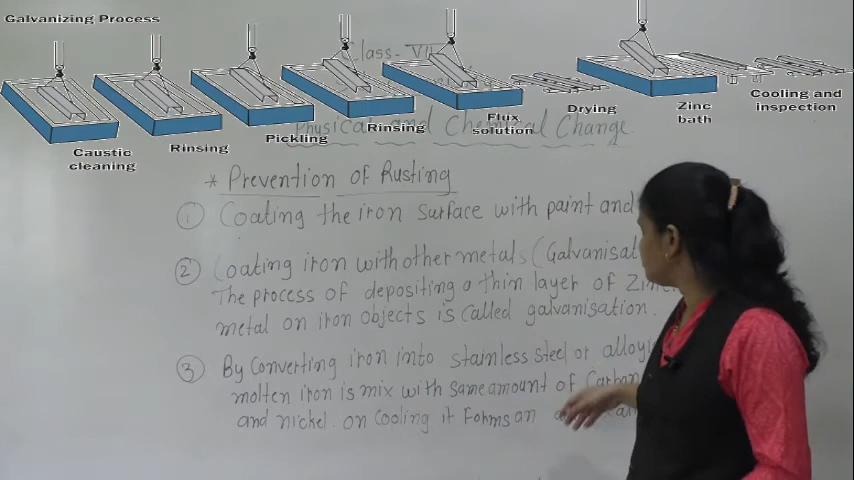 Galvanizing Process
Caustic
cleaning
Rinsing
Pickling
Rinsing
Flux
solution
Drying
Zinc
bath
Cooling and
inspection
Class - VII
Physical and Chemical Change
* Prevention of Rusting
① Coating the iron surface with paint and
② Coating iron with other metals (Galvanisat
The process of depositing a thin layer of Zinc
metal on iron objects is called galvanisation.
③ By Converting iron into stainless steel or alloyi
molten iron is mix with same amount of Carbon
and nickel. on Cooling it Forms an